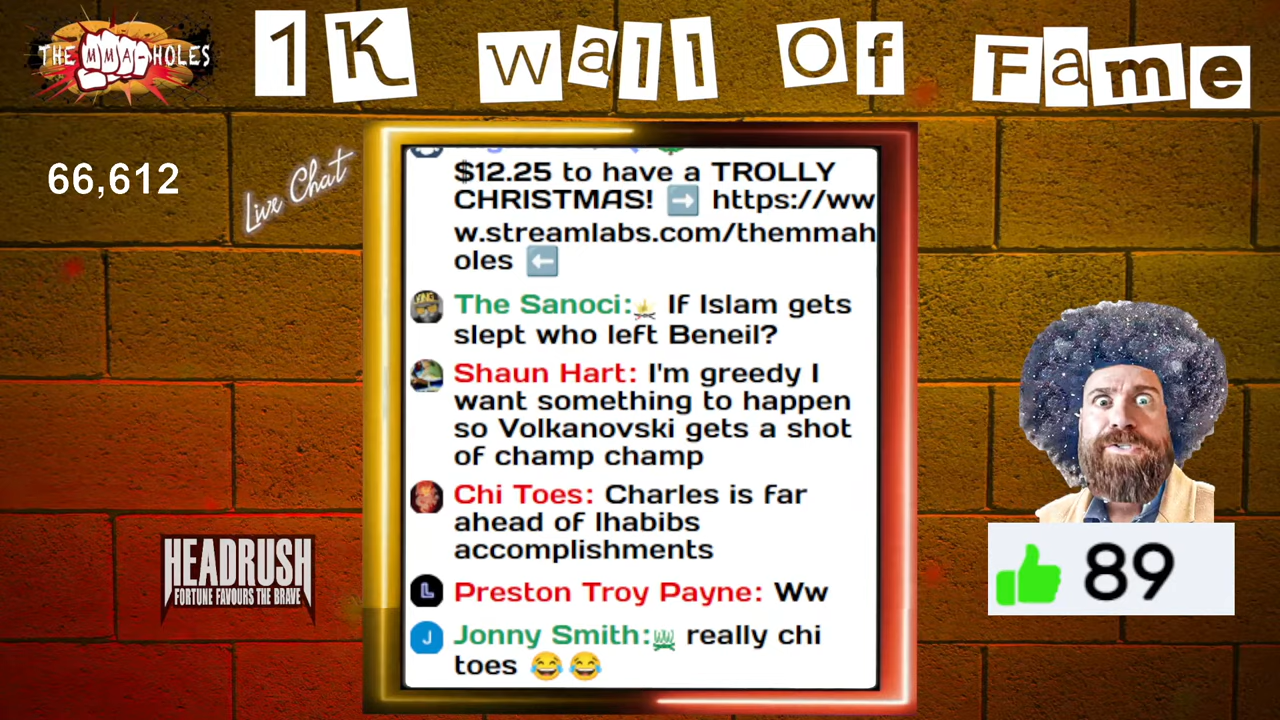 THE MMA-HOLES
1K Wall Of Fame
66,612
Live Chat
$12.25 to have a TROLLY
CHRISTMAS! ➡️ https://ww
w.streamlabs.com/themmah
oles ⬅️
The Sanoci: If Islam gets
slept who left Beneil?
Shaun Hart: I'm greedy I
want something to happen
so Volkanovski gets a shot
of champ champ
Chi Toes: Charles is far
ahead of Ihabibs
accomplishments
Preston Troy Payne: Ww
Jonny Smith: really chi
toes 😂😂
HEADRUSH
FORTUNE FAVOURS THE BRAVE
89